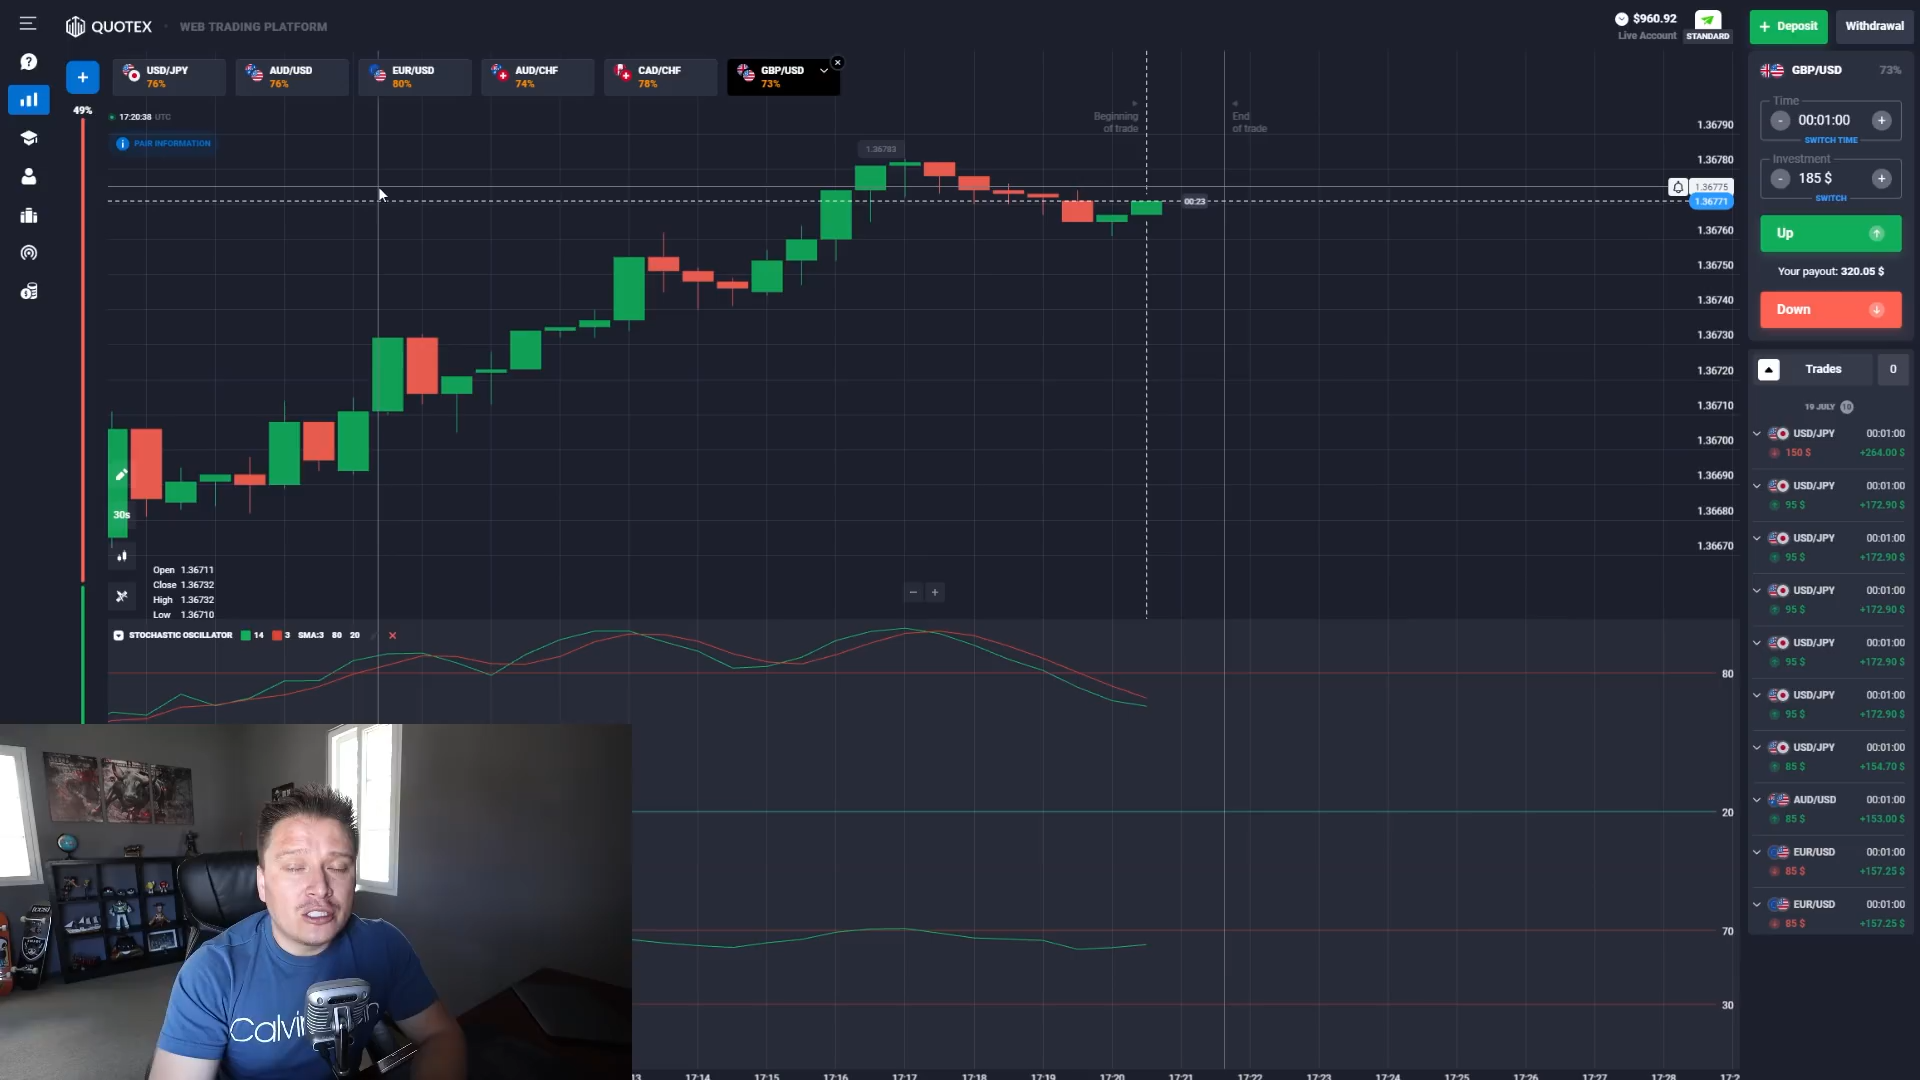 QUOTEX
WEB TRADING PLATFORM
$960.92
Live Account
STANDARD
+ Deposit
Withdrawal
USD/JPY
76%
AUD/USD
76%
EUR/USD
80%
AUD/CHF
74%
CAD/CHF
78%
GBP/USD
73%
49%
17:20:38 UTC
PAIR INFORMATION
Beginning
of trade
End
of trade
1.36783
00:23
1.36790
1.36780
1.36775
1.36771
1.36760
1.36750
1.36740
1.36730
1.36720
1.36710
1.36700
1.36690
1.36680
1.36670
30s
Open 1.36711
Close 1.36732
High 1.36732
Low 1.36710
STOCHASTIC OSCILLATOR 14 3 SMA:3 80 20
80
20
70
30
17:14 17:15 17:16 17:17 17:18 17:19 17:20 17:21 17:22 17:23 17:24 17:25 17:26 17:27 17:28
GBP/USD 73%
Time
- 00:01:00 +
SWITCH TIME
Investment
- 185 $ +
SWITCH
Up
Your payout: 320.05 $
Down
Trades 0
19 JULY 10
USD/JPY 00:01:00
150 $ +264.00 $
USD/JPY 00:01:00
95 $ +172.90 $
USD/JPY 00:01:00
95 $ +172.90 $
USD/JPY 00:01:00
95 $ +172.90 $
USD/JPY 00:01:00
95 $ +172.90 $
USD/JPY 00:01:00
95 $ +172.90 $
USD/JPY 00:01:00
85 $ +154.70 $
AUD/USD 00:01:00
85 $ +153.00 $
EUR/USD 00:01:00
85 $ +157.25 $
EUR/USD 00:01:00
85 $ +157.25 $